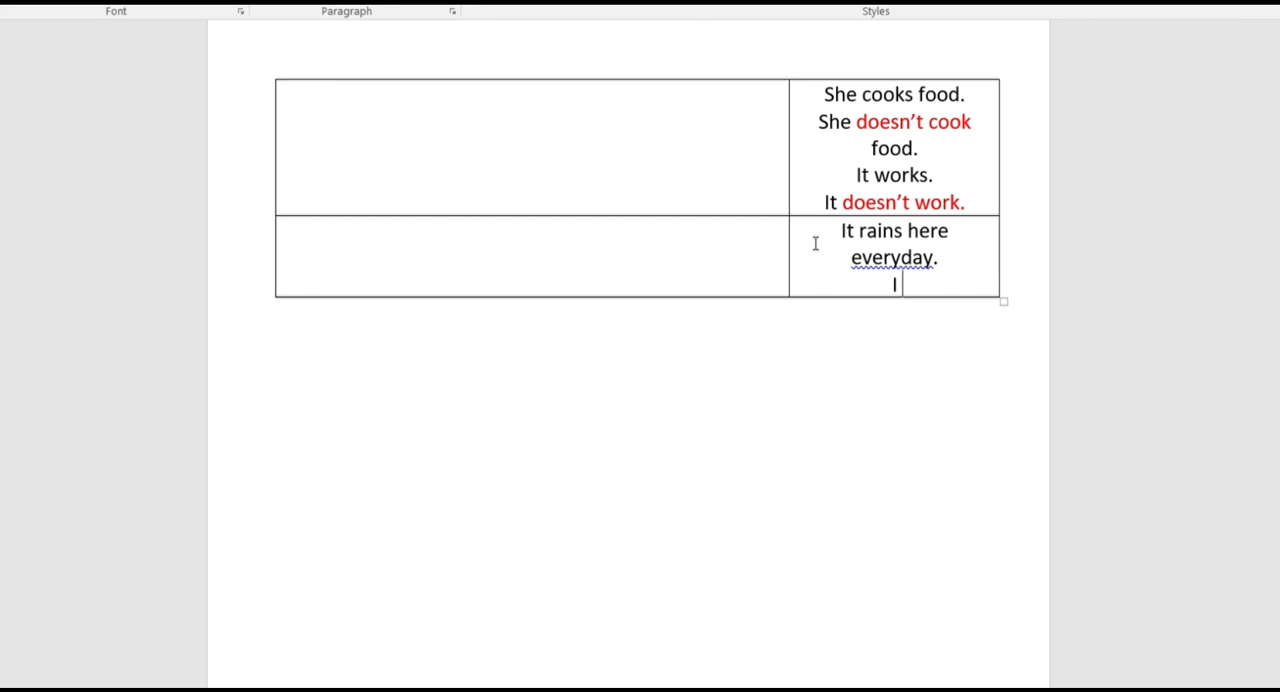 Font Paragraph Styles
She cooks food.
She doesn’t cook
food.
It works.
It doesn’t work.
It rains here
everyday.
I